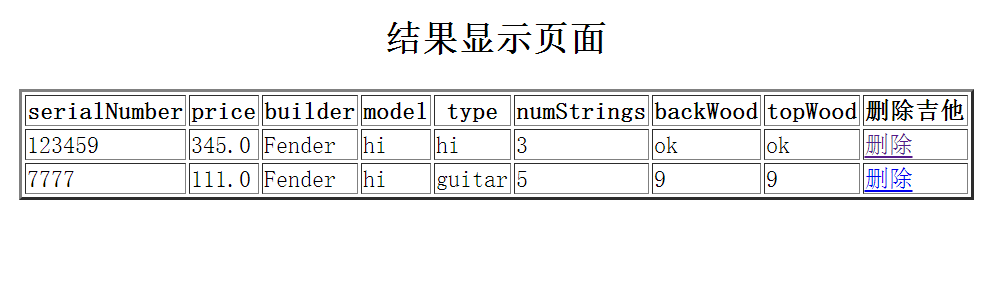 结果显示页面
serialNumber price builder model type numStrings backWood topWood 删除吉他
123459 345.0 Fender hi hi 3 ok ok 删除
7777 111.0 Fender hi guitar 5 9 9 删除